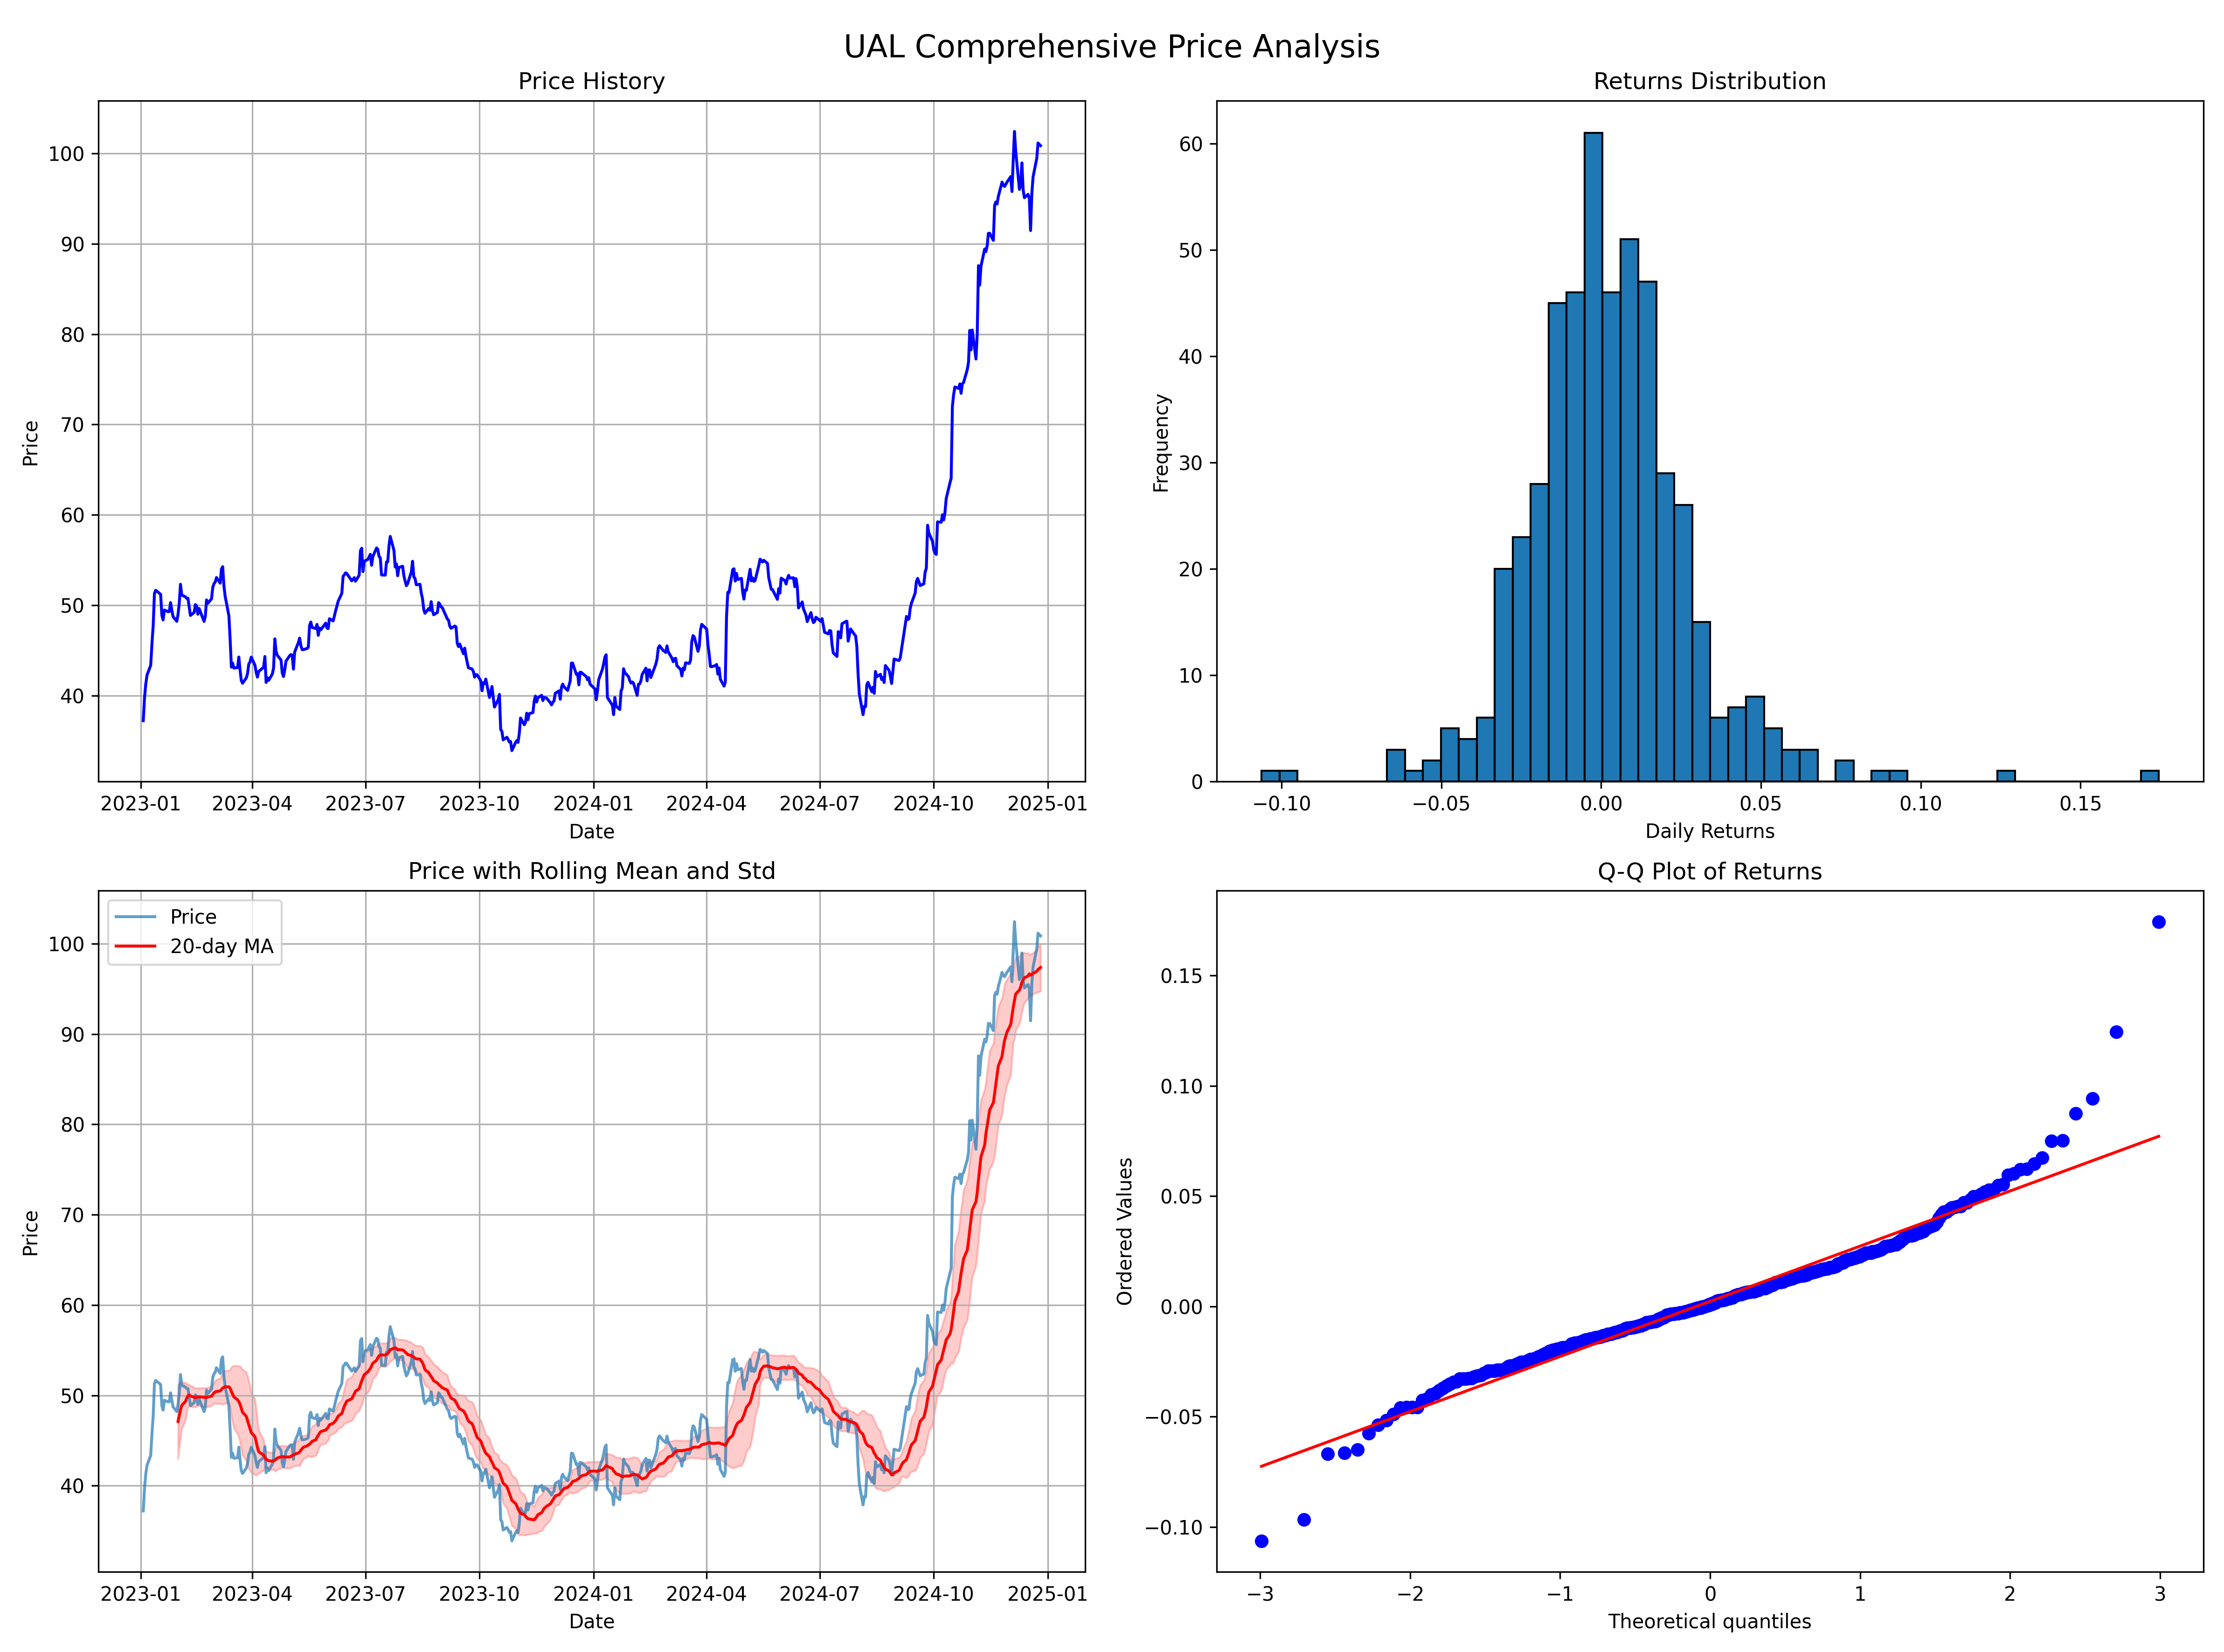 UAL Comprehensive Price Analysis
Price History
100
90
80
70
60
50
40
Price
2023-01 2023-04 2023-07 2023-10 2024-01 2024-04 2024-07 2024-10 2025-01
Date
Returns Distribution
60
50
40
30
20
10
0
Frequency
−0.10 −0.05 0.00 0.05 0.10 0.15
Daily Returns
Price with Rolling Mean and Std
Price
20-day MA
100
90
80
70
60
50
40
Price
2023-01 2023-04 2023-07 2023-10 2024-01 2024-04 2024-07 2024-10 2025-01
Date
Q-Q Plot of Returns
0.15
0.10
0.05
0.00
−0.05
−0.10
Ordered Values
−3 −2 −1 0 1 2 3
Theoretical quantiles